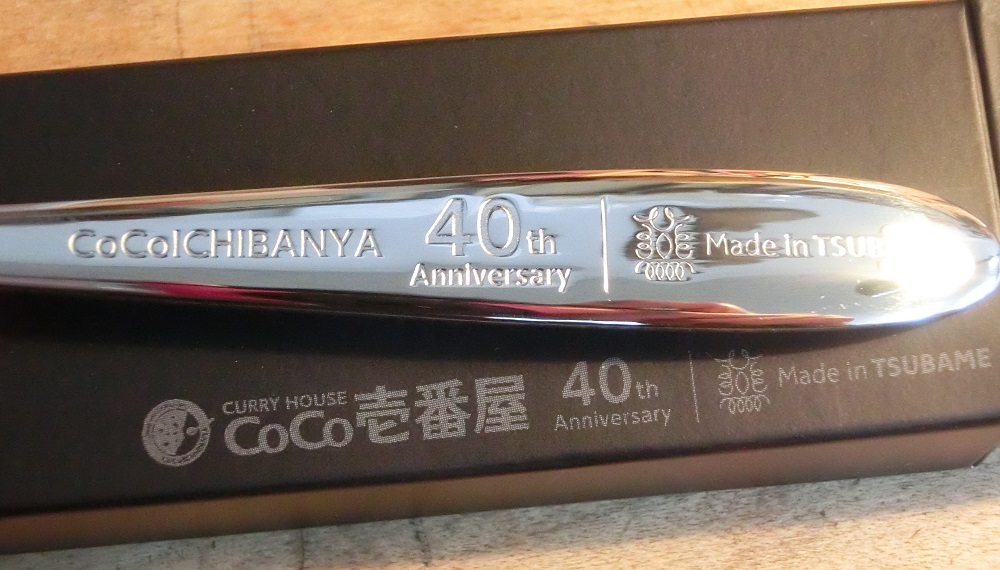 CoCoICHIBANYA 40th Anniversary Made in TSUB
CURRY HOUSE
CoCo壱番屋 40th Anniversary Made in TSUBAME